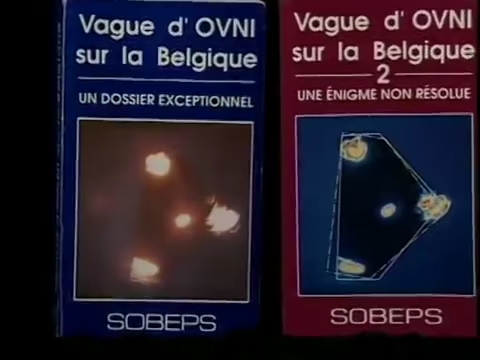 Vague d' OVNI
sur la Belgique
UN DOSSIER EXCEPTIONNEL
SOBEPS
Vague d' OVNI
sur la Belgique
2
UNE ÉNIGME NON RÉSOLUE
SOBEPS